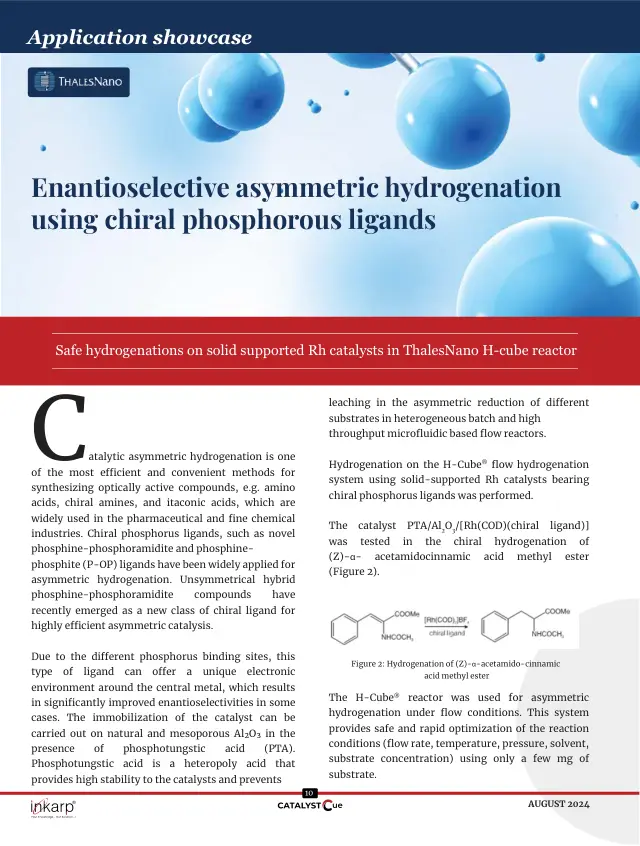 Application showcase
THALESNANO
Enantioselective asymmetric hydrogenation
using chiral phosphorous ligands
Safe hydrogenations on solid supported Rh catalysts in ThalesNano H-cube reactor
Catalytic asymmetric hydrogenation is one
of the most efficient and convenient methods for
synthesizing optically active compounds, e.g. amino
acids, chiral amines, and itaconic acids, which are
widely used in the pharmaceutical and fine chemical
industries. Chiral phosphorus ligands, such as novel
phosphine-phosphoramidite and phosphine-
phosphite (P-OP) ligands have been widely applied for
asymmetric hydrogenation. Unsymmetrical hybrid
phosphine-phosphoramidite compounds have
recently emerged as a new class of chiral ligand for
highly efficient asymmetric catalysis.
Due to the different phosphorus binding sites, this
type of ligand can offer a unique electronic
environment around the central metal, which results
in significantly improved enantioselectivities in some
cases. The immobilization of the catalyst can be
carried out on natural and mesoporous Al₂O₃ in the
presence of phosphotungstic acid (PTA).
Phosphotungstic acid is a heteropoly acid that
provides high stability to the catalysts and prevents
leaching in the asymmetric reduction of different
substrates in heterogeneous batch and high
throughput microfluidic based flow reactors.
Hydrogenation on the H-Cube® flow hydrogenation
system using solid-supported Rh catalysts bearing
chiral phosphorus ligands was performed.
The catalyst PTA/Al₂O₃/[Rh(COD)(chiral ligand)]
was tested in the chiral hydrogenation of
(Z)-α- acetamidocinnamic acid methyl ester
(Figure 2).
COOMe
NHCOCH₃
[Rh(COD)₂]BF₄
chiral ligand
COOMe
NHCOCH₃
Figure 2: Hydrogenation of (Z)-α-acetamido-cinnamic
acid methyl ester
The H-Cube® reactor was used for asymmetric
hydrogenation under flow conditions. This system
provides safe and rapid optimization of the reaction
conditions (flow rate, temperature, pressure, solvent,
substrate concentration) using only a few mg of
substrate.
inkarp®
10
CATALYST Cue
AUGUST 2024